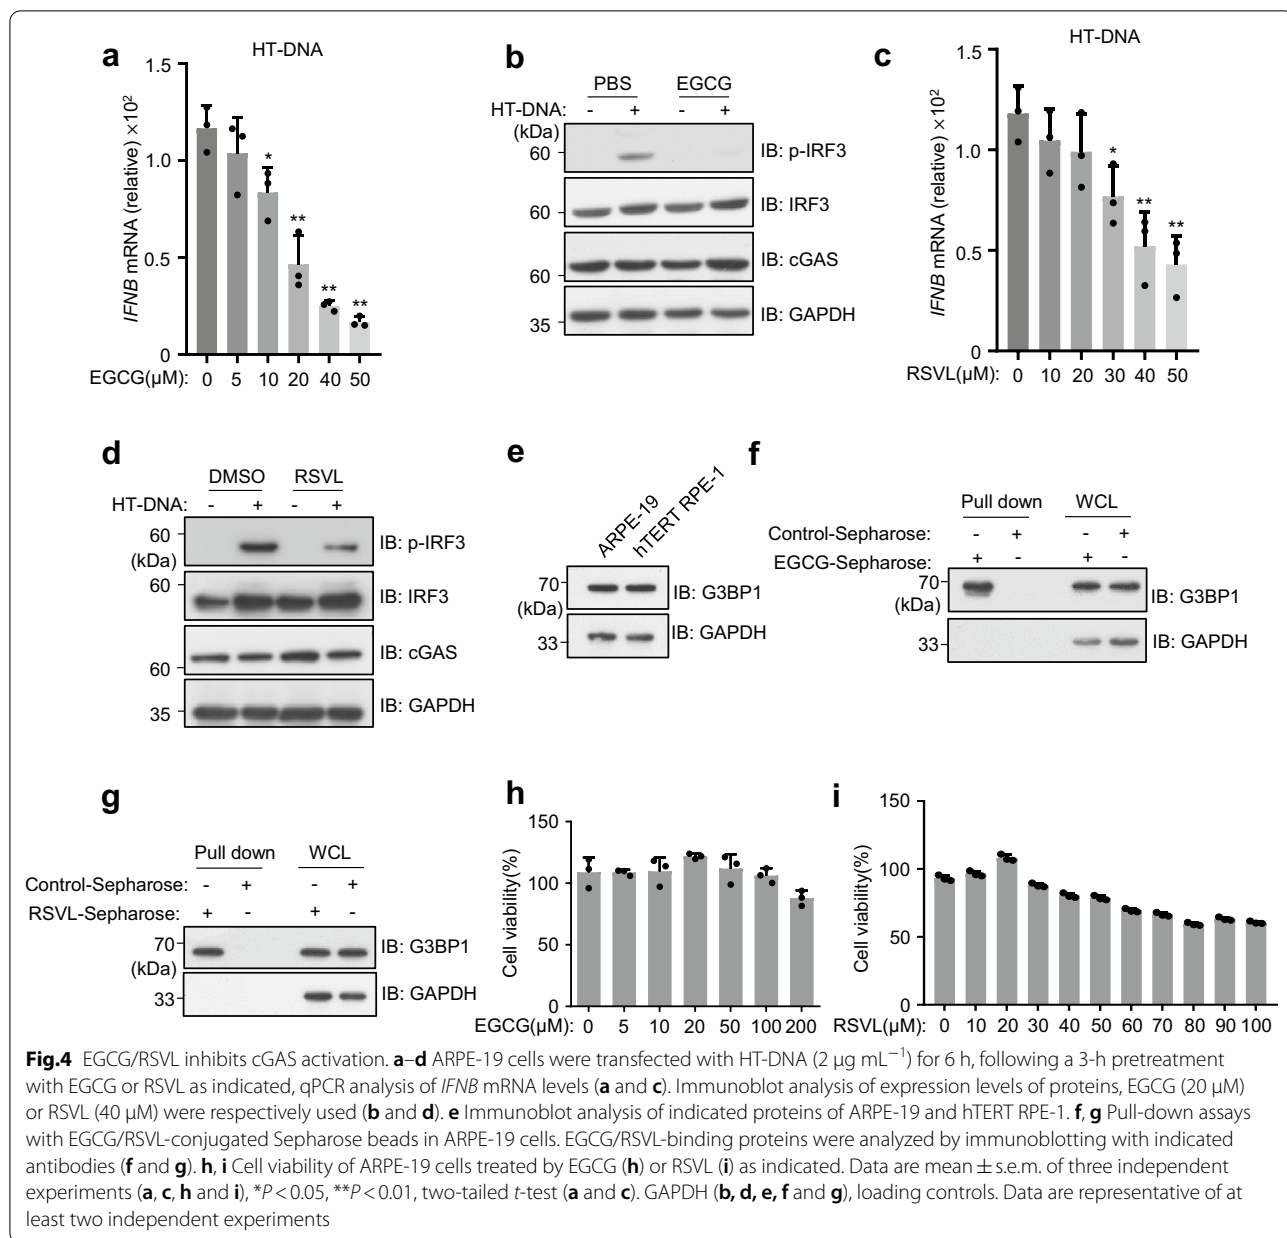 a
HT-DNA
IFNB mRNA (relative) ×10²
1.5
1.0
0.5
0
*
**
**
**
EGCG(μM): 0 5 10 20 40 50
b
PBS EGCG
HT-DNA: - + - +
(kDa)
60 IB: p-IRF3
60 IB: IRF3
60 IB: cGAS
35 IB: GAPDH
c
HT-DNA
IFNB mRNA (relative) ×10²
1.5
1.0
0.5
0
*
**
**
RSVL(μM): 0 10 20 30 40 50
d
DMSO RSVL
HT-DNA: - + - +
60 IB: p-IRF3
(kDa)
60 IB: IRF3
60 IB: cGAS
35 IB: GAPDH
e
ARPE-19
hTERT RPE-1
70 IB: G3BP1
(kDa)
33 IB: GAPDH
f
Pull down WCL
Control-Sepharose: - + - +
EGCG-Sepharose: + - + -
70 IB: G3BP1
(kDa)
33 IB: GAPDH
g
Pull down WCL
Control-Sepharose: - + - +
RSVL-Sepharose: + - + -
70 IB: G3BP1
(kDa)
33 IB: GAPDH
h
Cell viability(%)
150
100
50
0
EGCG(μM): 0 5 10 20 50 100 200
i
Cell viability(%)
150
100
50
0
RSVL(μM): 0 10 20 30 40 50 60 70 80 90 100
Fig.4 EGCG/RSVL inhibits cGAS activation. a–d ARPE-19 cells were transfected with HT-DNA (2 μg mL⁻¹) for 6 h, following a 3-h pretreatment
with EGCG or RSVL as indicated, qPCR analysis of IFNB mRNA levels (a and c). Immunoblot analysis of expression levels of proteins, EGCG (20 μM)
or RSVL (40 μM) were respectively used (b and d). e Immunoblot analysis of indicated proteins of ARPE-19 and hTERT RPE-1. f, g Pull-down assays
with EGCG/RSVL-conjugated Sepharose beads in ARPE-19 cells. EGCG/RSVL-binding proteins were analyzed by immunoblotting with indicated
antibodies (f and g). h, i Cell viability of ARPE-19 cells treated by EGCG (h) or RSVL (i) as indicated. Data are mean ± s.e.m. of three independent
experiments (a, c, h and i), *P < 0.05, **P < 0.01, two-tailed t-test (a and c). GAPDH (b, d, e, f and g), loading controls. Data are representative of at
least two independent experiments